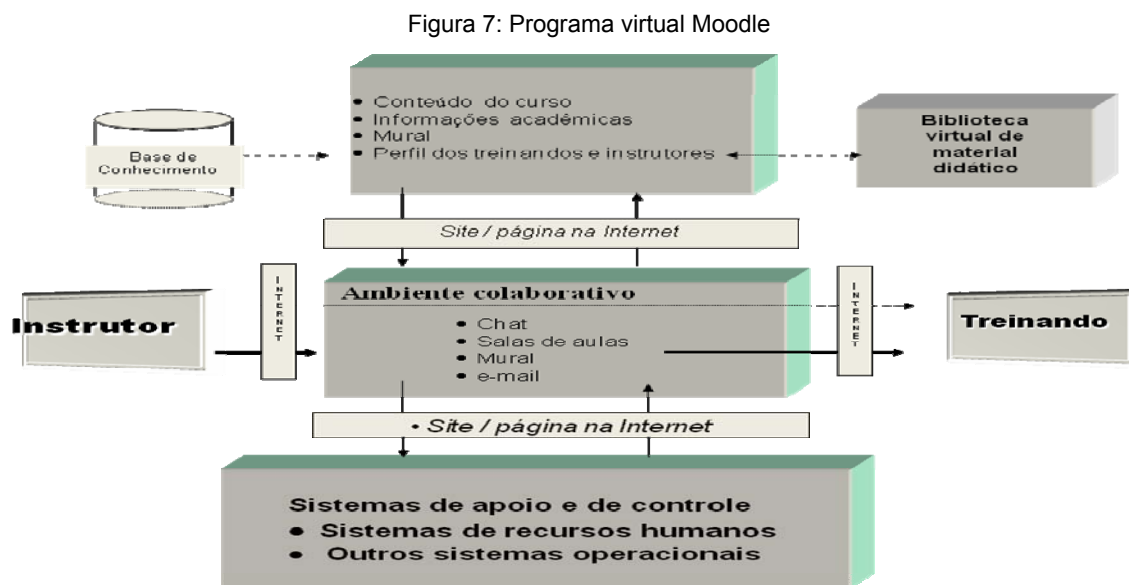 Figura 7: Programa virtual Moodle
• Conteúdo do curso
• Informações acadêmicas
• Mural
• Perfil dos treinandos e instrutores
Base de
Conhecimento
Biblioteca
virtual de
material
didático
Site / página na Internet
Instrutor
INTERNET
Ambiente colaborativo
• Chat
• Salas de aulas
• Mural
• e-mail
INTERNET
Treinando
• Site / página na Internet
Sistemas de apoio e de controle
• Sistemas de recursos humanos
• Outros sistemas operacionais